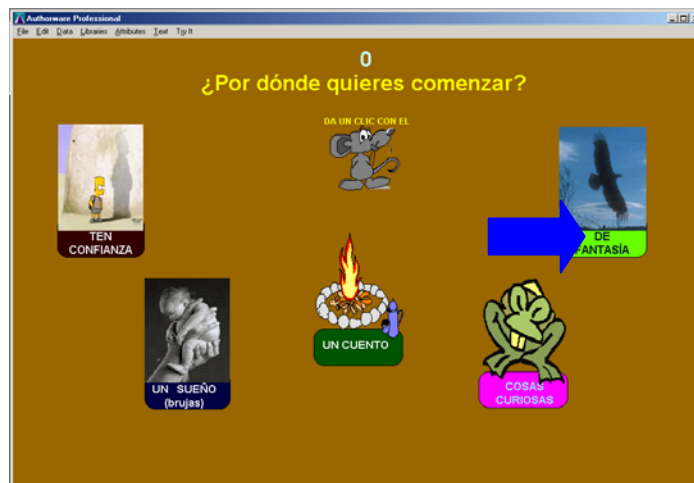 Authorware Professional
File Edit Data Libraries Attributes Text Try It
0
¿Por dónde quieres comenzar?
DA UN CLIC CON EL
TEN
CONFIANZA
DE
FANTASÍA
UN SUEÑO
(brujas)
UN CUENTO
COSAS
CURIOSAS